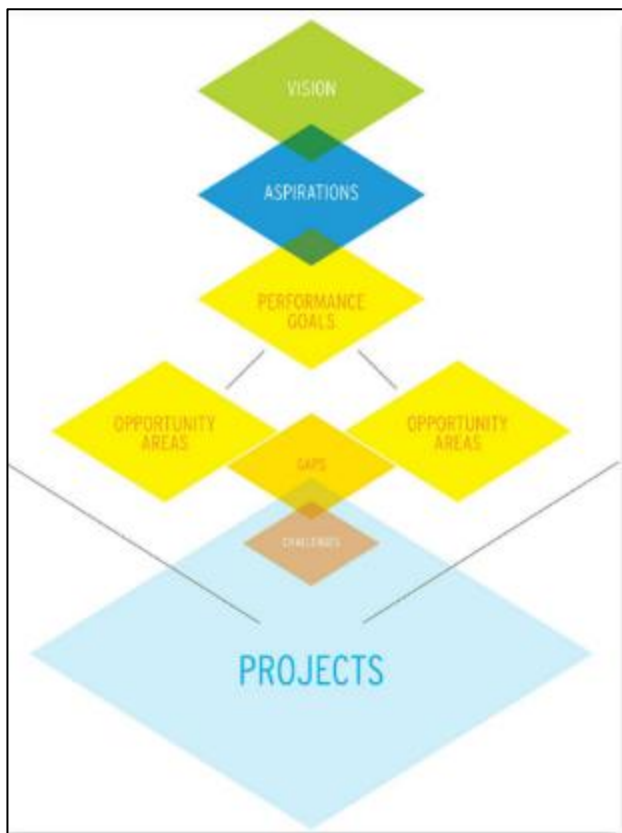 VISION
ASPIRATIONS
PERFORMANCE
GOALS
OPPORTUNITY
AREAS
OPPORTUNITY
AREAS
GAPS
CHALLENGES
PROJECTS